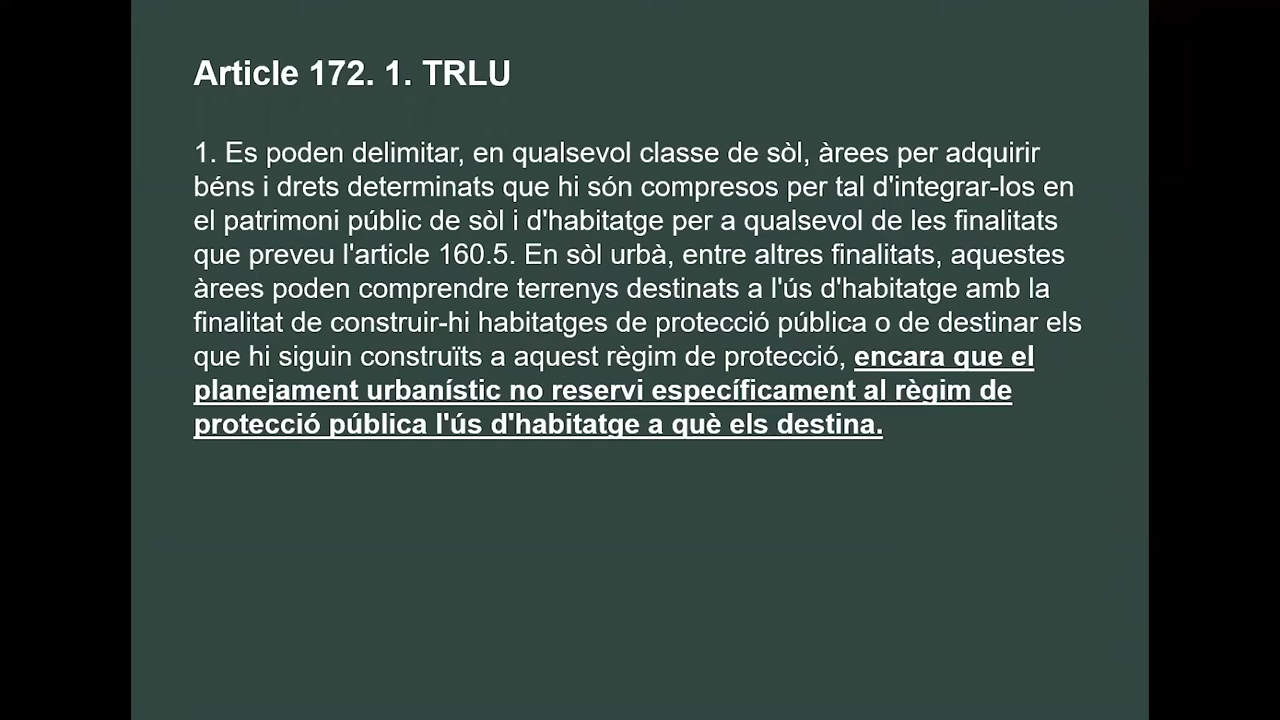 Article 172. 1. TRLU
1. Es poden delimitar, en qualsevol classe de sòl, àrees per adquirir
béns i drets determinats que hi són compresos per tal d'integrar-los en
el patrimoni públic de sòl i d'habitatge per a qualsevol de les finalitats
que preveu l'article 160.5. En sòl urbà, entre altres finalitats, aquestes
àrees poden comprendre terrenys destinats a l'ús d'habitatge amb la
finalitat de construir-hi habitatges de protecció pública o de destinar els
que hi siguin construïts a aquest règim de protecció, encara que el
planejament urbanístic no reservi específicament al règim de
protecció pública l'ús d'habitatge a què els destina.